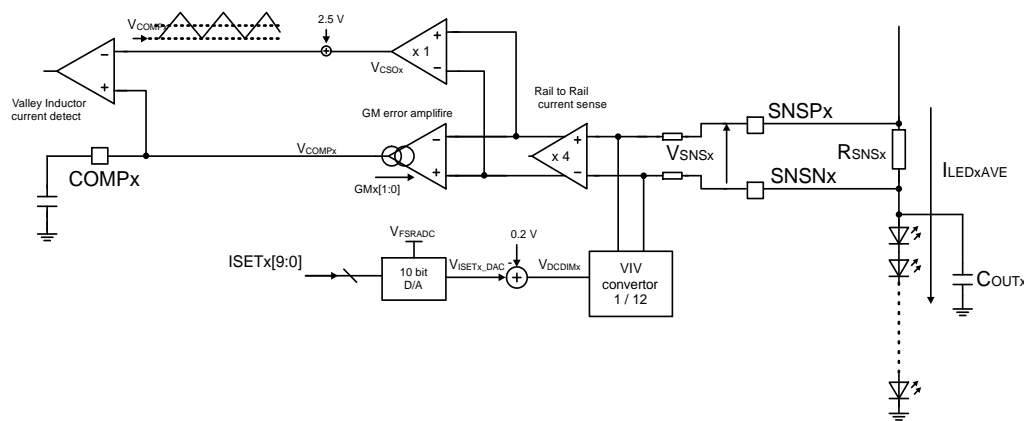 VCOMPx
2.5 V
−
+
Valley Inductor
current detect
+
x 1
−
VCSOx
Rail to Rail
current sense
GM error amplifire
−
+
VCOMPx
GMx[1:0]
COMPx
+
x 4
−
SNSPx
VSNSx
SNSNx
RSNSx
ILEDxAVE
COUTx
ISETx[9:0]
VFSRADC
10 bit
D/A
VISETx_DAC
-
0.2 V
VDCDIMx
VIV
convertor
1 / 12